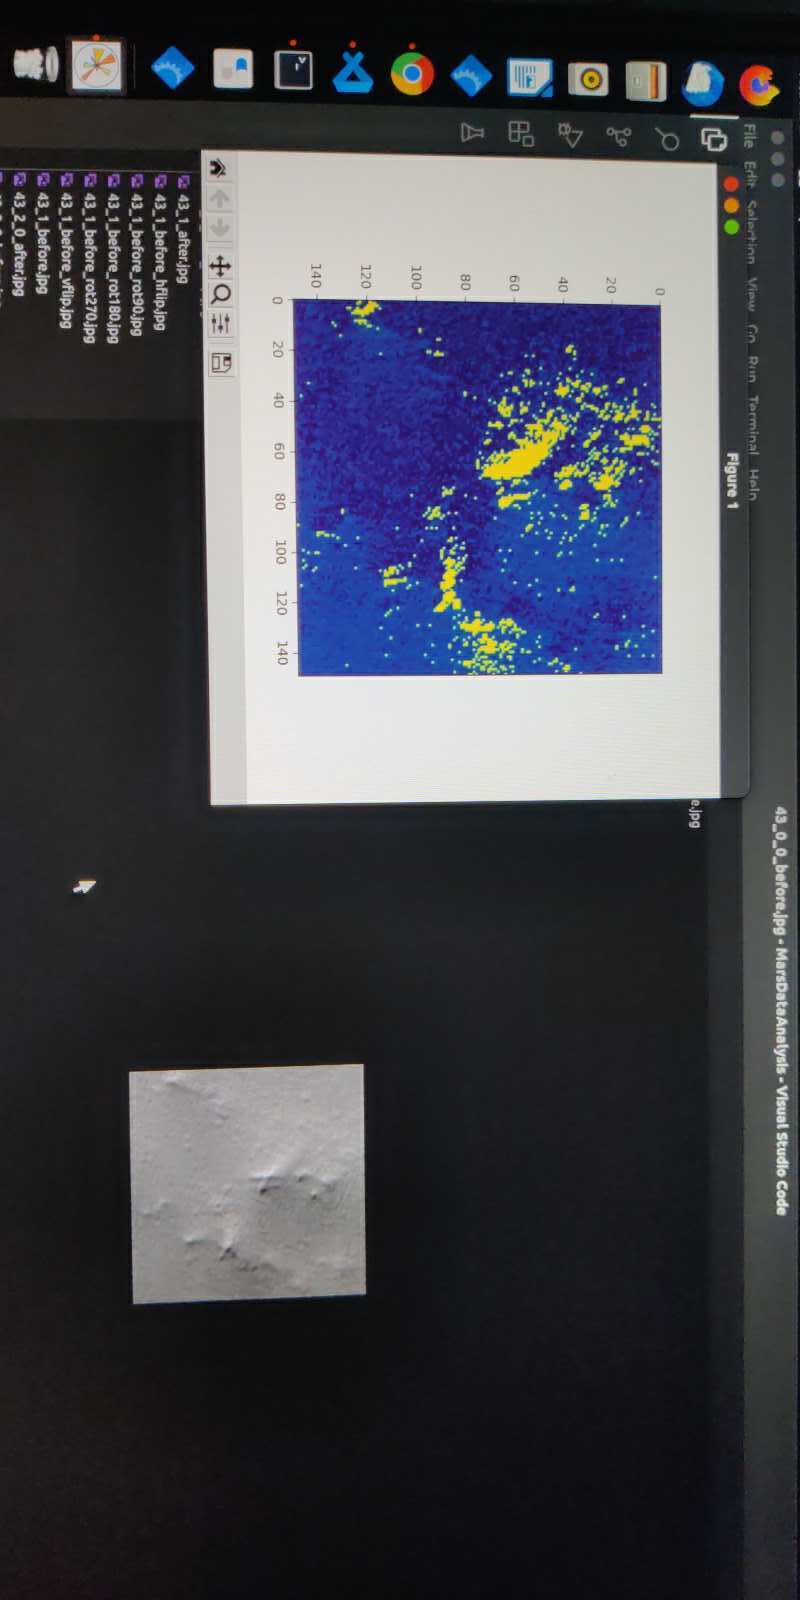 43_0_0_before.jpg - MarsDataAnalysis - Visual Studio Code
File Edit Selection View Go Run Terminal Help
Figure 1
e.jpg
0
20
40
60
80
100
120
140
0 20 40 60 80 100 120 140
43_1_after.jpg
43_1_before_hflip.jpg
43_1_before_rot90.jpg
43_1_before_rot180.jpg
43_1_before_rot270.jpg
43_1_before_vflip.jpg
43_1_before.jpg
43_2_0_after.jpg